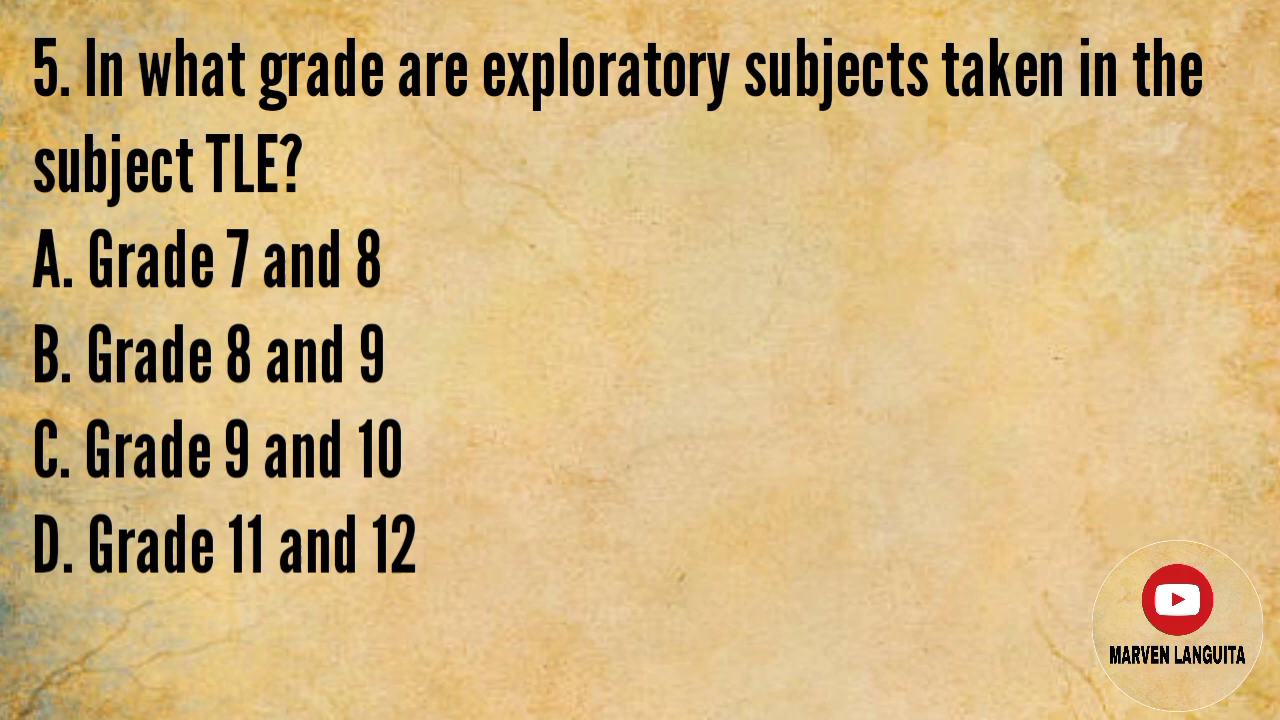 5. In what grade are exploratory subjects taken in the
subject TLE?
A. Grade 7 and 8
B. Grade 8 and 9
C. Grade 9 and 10
D. Grade 11 and 12
MARVEN LANGUITA